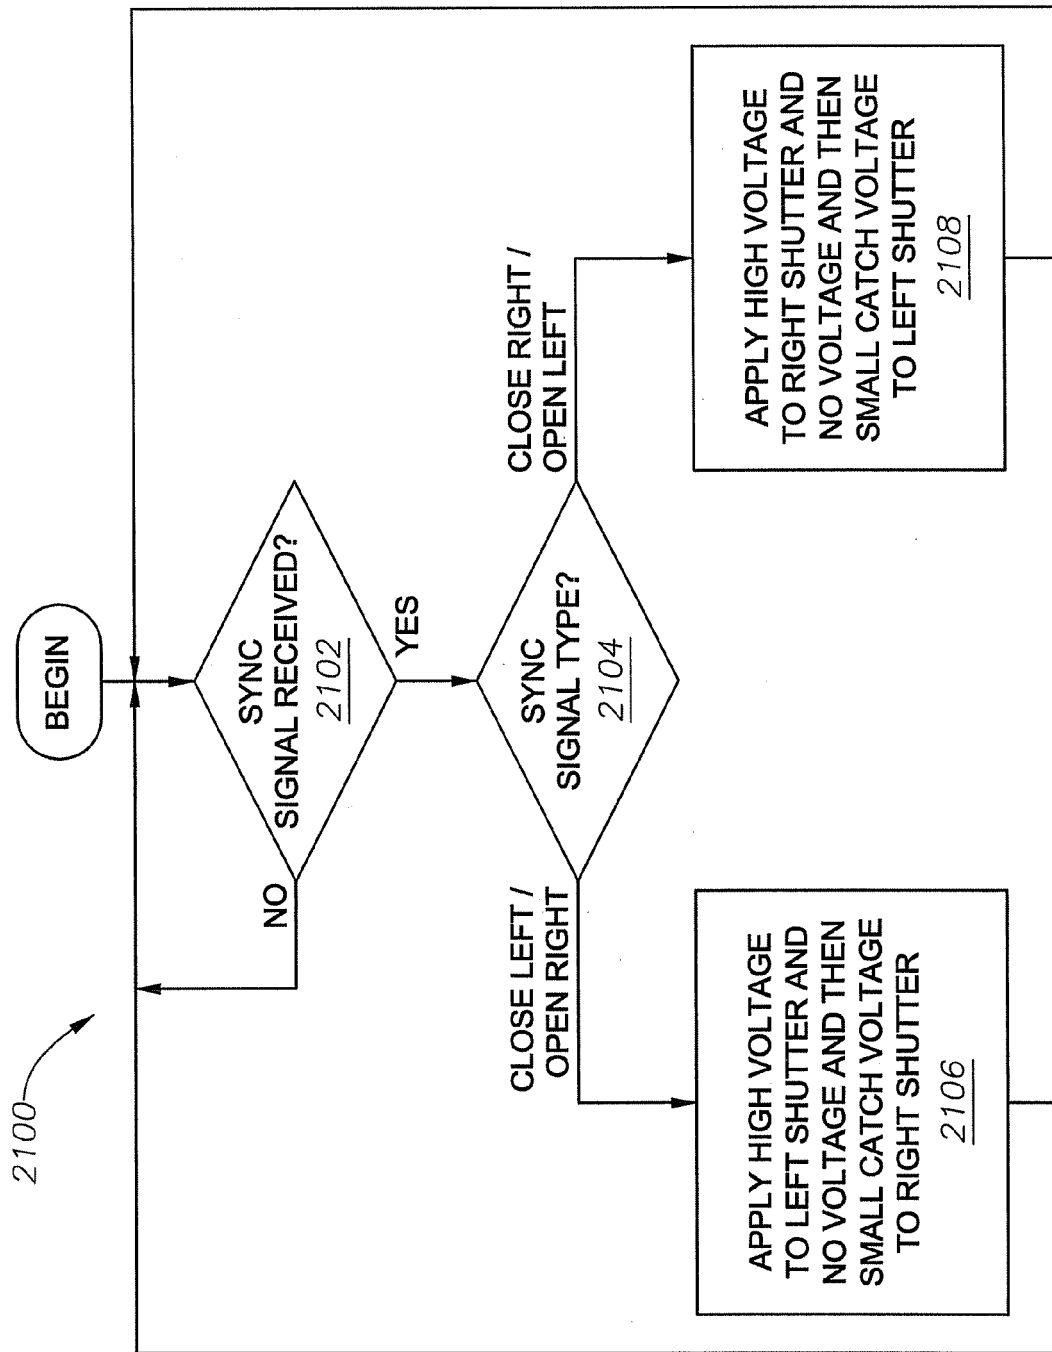 2100
BEGIN
SYNC
SIGNAL RECEIVED?
2102
NO
YES
SYNC
SIGNAL TYPE?
2104
CLOSE LEFT /
OPEN RIGHT
CLOSE RIGHT /
OPEN LEFT
APPLY HIGH VOLTAGE
TO LEFT SHUTTER AND
NO VOLTAGE AND THEN
SMALL CATCH VOLTAGE
TO RIGHT SHUTTER
2106
APPLY HIGH VOLTAGE
TO RIGHT SHUTTER AND
NO VOLTAGE AND THEN
SMALL CATCH VOLTAGE
TO LEFT SHUTTER
2108